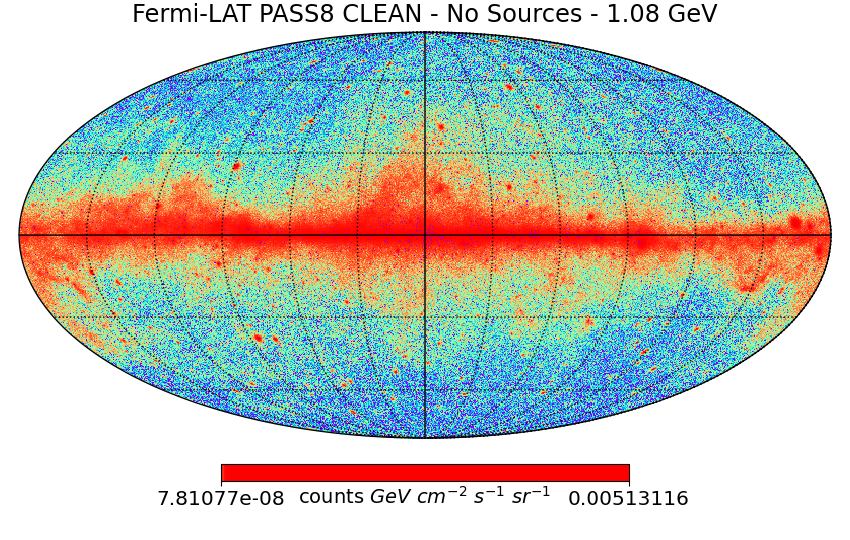 Fermi-LAT PASS8 CLEAN - No Sources - 1.08 GeV
7.81077e-08 counts GeV cm⁻² s⁻¹ sr⁻¹ 0.00513116